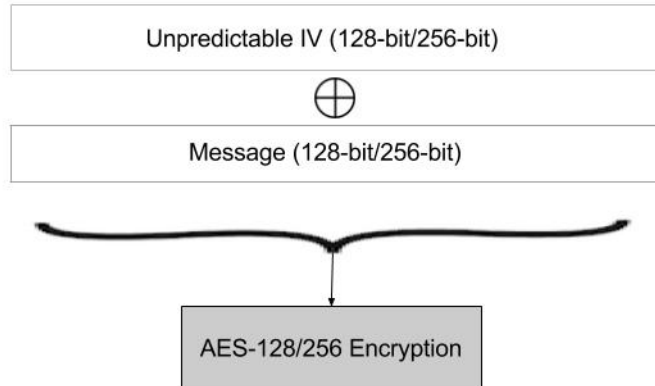 Unpredictable IV (128-bit/256-bit)
Message (128-bit/256-bit)
AES-128/256 Encryption